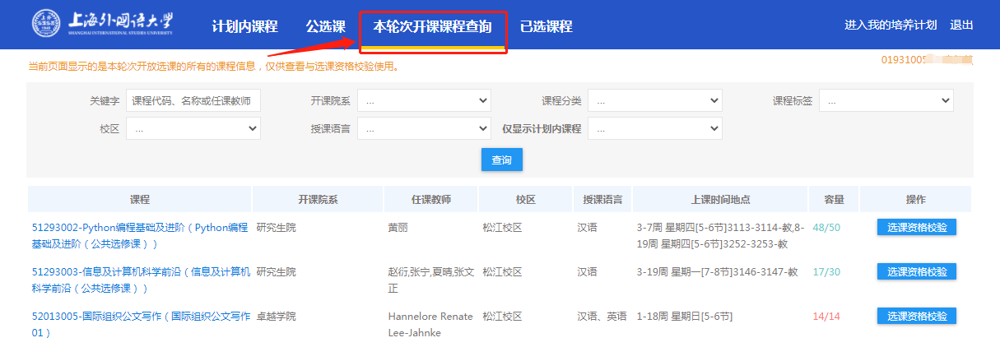 上海外国语大学
SHANGHAI INTERNATIONAL STUDIES UNIVERSITY
计划内课程 公选课 本轮次开课课程查询 已选课程 进入我的培养计划 退出
当前页面显示的是本轮次开放选课的所有的课程信息，仅供查看与选课资格校验使用。
01931005
关键字 课程代码、名称或任课教师 开课院系 ... 课程分类 ... 课程标签 ...
校区 ... 授课语言 ... 仅显示计划内课程 ...
查询
课程 开课院系 任课教师 校区 授课语言 上课时间地点 容量 操作
51293002-Python编程基础及进阶（Python编程 研究生院 黄丽 松江校区 汉语 3-7周 星期四[5-6节]3113-3114-教,8- 48/50 选课资格校验
基础及进阶（公共选修课）） 19周 星期四[5-6节]3252-3253-教
51293003-信息及计算机科学前沿（信息及计算机 研究生院 赵衍,张宁,夏晴,张文 松江校区 汉语 3-19周 星期一[7-8节]3146-3147-教 17/30 选课资格校验
科学前沿（公共选修课）） 正
52013005-国际组织公文写作（国际组织公文写作 卓越学院 Hannelore Renate 松江校区 汉语、英语 1-18周 星期日[5-6节] 14/14 选课资格校验
01） Lee-Jahnke